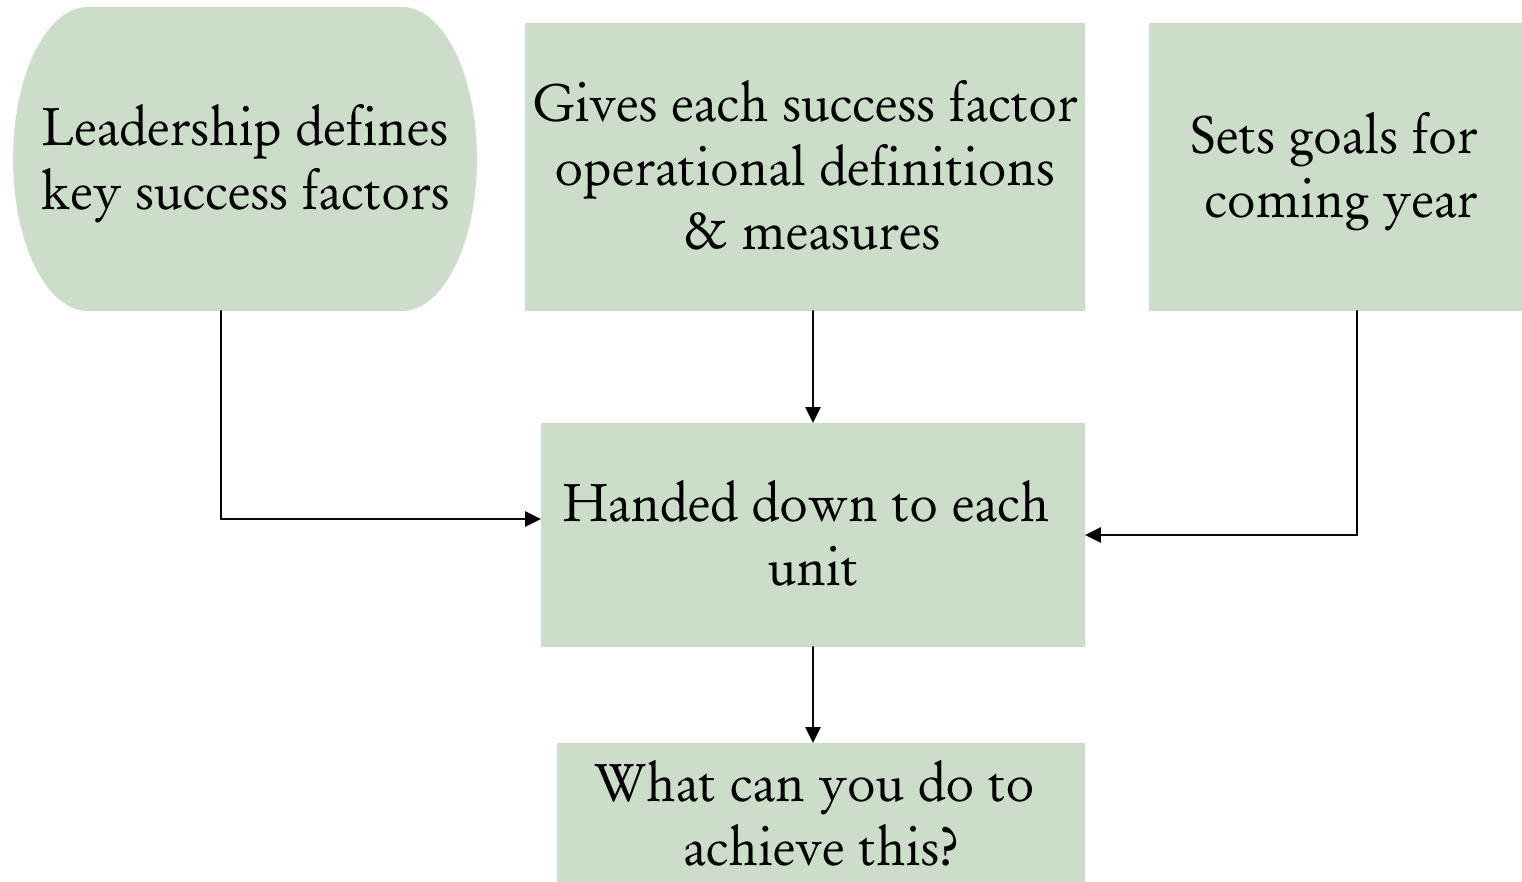 Leadership defines
key success factors
Gives each success factor
operational definitions
& measures
Sets goals for
coming year
Handed down to each
unit
What can you do to
achieve this?